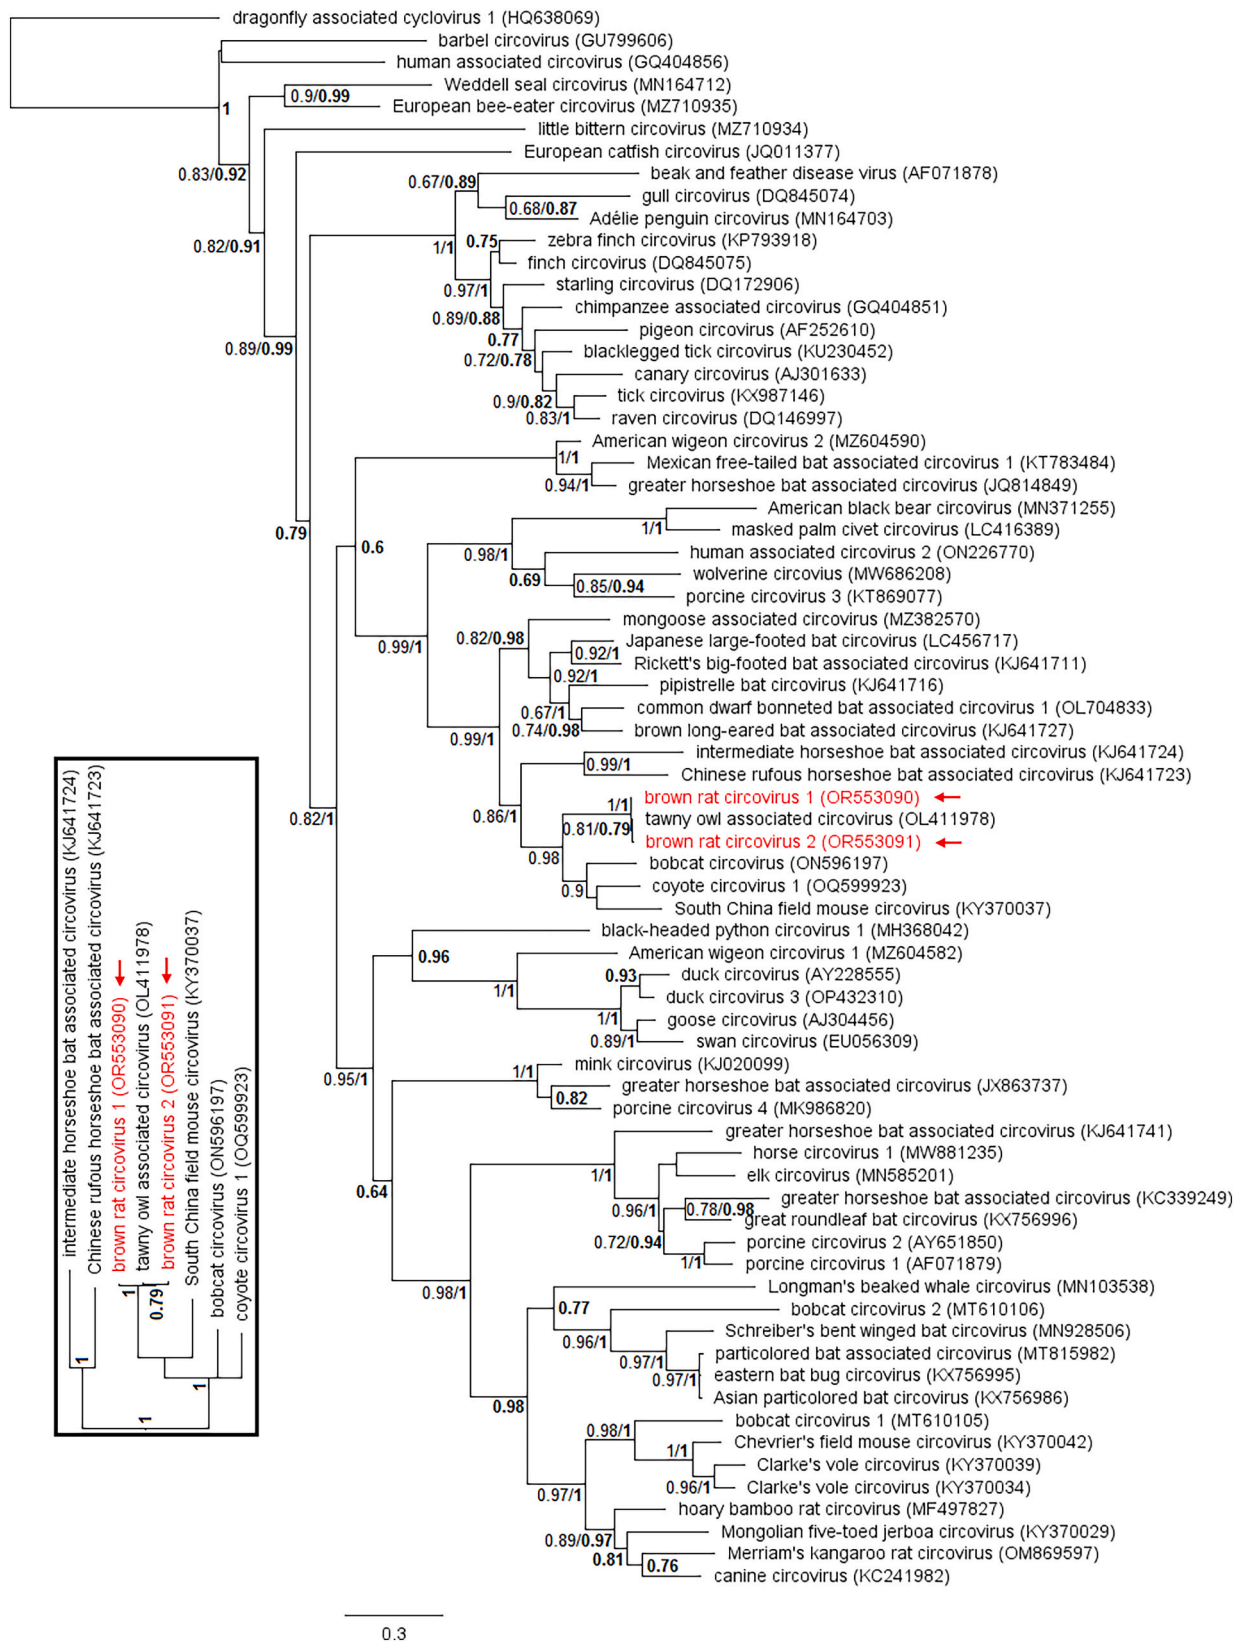 dragonfly associated cyclovirus 1 (HQ638069)
barbel circovirus (GU799606)
human associated circovirus (GQ404856)
Weddell seal circovirus (MN164712)
0.9/0.99
European bee-eater circovirus (MZ710935)
1
little bittern circovirus (MZ710934)
European catfish circovirus (JQ011377)
0.83/0.92
beak and feather disease virus (AF071878)
0.67/0.89
gull circovirus (DQ845074)
0.68/0.87
Adélie penguin circovirus (MN164703)
zebra finch circovirus (KP793918)
0.75
1/1
0.82/0.91
finch circovirus (DQ845075)
starling circovirus (DQ172906)
0.97/1
chimpanzee associated circovirus (GQ404851)
0.89/0.88
pigeon circovirus (AF252610)
0.77
0.89/0.99
blacklegged tick circovirus (KU230452)
0.72/0.78
canary circovirus (AJ301633)
tick circovirus (KX987146)
0.9/0.82
raven circovirus (DQ146997)
0.83/1
American wigeon circovirus 2 (MZ604590)
1/1
Mexican free-tailed bat associated circovirus 1 (KT783484)
greater horseshoe bat associated circovirus (JQ814849)
0.94/1
American black bear circovirus (MN371255)
1/1
masked palm civet circovirus (LC416389)
0.79
0.6
human associated circovirus 2 (ON226770)
0.98/1
wolverine circovius (MW686208)
0.69
0.85/0.94
porcine circovirus 3 (KT869077)
mongoose associated circovirus (MZ382570)
0.82/0.98
Japanese large-footed bat circovirus (LC456717)
0.99/1
0.92/1
Rickett's big-footed bat associated circovirus (KJ641711)
0.92/1
pipistrelle bat circovirus (KJ641716)
common dwarf bonneted bat associated circovirus 1 (OL704833)
0.67/1
brown long-eared bat associated circovirus (KJ641727)
0.74/0.98
0.99/1
intermediate horseshoe bat associated circovirus (KJ641724)
0.99/1
Chinese rufous horseshoe bat associated circovirus (KJ641723)
brown rat circovirus 1 (OR553090)
1/1
0.86/1
0.82/1
tawny owl associated circovirus (OL411978)
0.81/0.79
brown rat circovirus 2 (OR553091)
0.98
bobcat circovirus (ON596197)
0.9
coyote circovirus 1 (OQ599923)
South China field mouse circovirus (KY370037)
black-headed python circovirus 1 (MH368042)
0.96
American wigeon circovirus 1 (MZ604582)
0.93
duck circovirus (AY228555)
1/1
duck circovirus 3 (OP432310)
1/1
goose circovirus (AJ304456)
0.89/1
swan circovirus (EU056309)
mink circovirus (KJ020099)
1/1
0.95/1
greater horseshoe bat associated circovirus (JX863737)
0.82
porcine circovirus 4 (MK986820)
greater horseshoe bat associated circovirus (KJ641741)
horse circovirus 1 (MW881235)
1/1
elk circovirus (MN585201)
0.64
greater horseshoe bat associated circovirus (KC339249)
0.96/1
0.78/0.98
great roundleaf bat circovirus (KX756996)
0.72/0.94
porcine circovirus 2 (AY651850)
1/1
porcine circovirus 1 (AF071879)
0.98/1
Longman's beaked whale circovirus (MN103538)
0.77
bobcat circovirus 2 (MT610106)
0.96/1
Schreiber's bent winged bat circovirus (MN928506)
particolored bat associated circovirus (MT815982)
0.97/1
eastern bat bug circovirus (KX756995)
0.97/1
Asian particolored bat circovirus (KX756986)
0.98
bobcat circovirus 1 (MT610105)
0.98/1
Chevrier's field mouse circovirus (KY370042)
1/1
Clarke's vole circovirus (KY370039)
0.96/1
Clarke's vole circovirus (KY370034)
0.97/1
hoary bamboo rat circovirus (MF497827)
Mongolian five-toed jerboa circovirus (KY370029)
0.89/0.97
Merriam's kangaroo rat circovirus (OM869597)
0.81
0.76
canine circovirus (KC241982)
0.3
intermediate horseshoe bat associated circovirus (KJ641724)
Chinese rufous horseshoe bat associated circovirus (KJ641723)
brown rat circovirus 1 (OR553090)
tawny owl associated circovirus (OL411978)
brown rat circovirus 2 (OR553091)
South China field mouse circovirus (KY370037)
bobcat circovirus (ON596197)
coyote circovirus 1 (OQ599923)
1
0.79
1
1
1